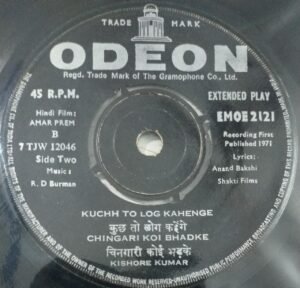 TRADE MARK
ODEON
Regd. Trade Mark of The Gramophone Co., Ltd.
45 R.P.M.
EXTENDED PLAY
Hindi Film:
AMAR PREM
EMOE 2121
B
Recording First
Published 1971
7 TJW 12046
Side Two
Lyrics:
Anand Bakshi
Music:
R. D Burman
Shakti Films
KUCHH TO LOG KAHENGE
कुछ तो लोग कहेंगे
CHINGARI KOI BHADKE
चिनगारी कोई भड़के
KISHORE KUMAR